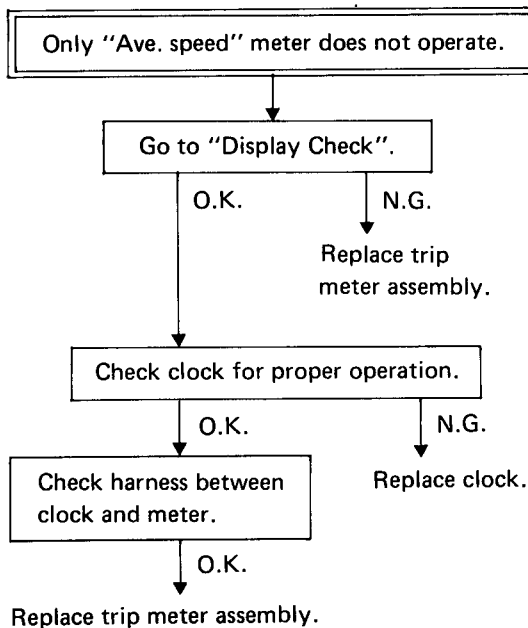 Only “Ave. speed” meter does not operate.
Go to “Display Check”.
O.K.
N.G.
Replace trip
meter assembly.
Check clock for proper operation.
O.K.
N.G.
Check harness between
clock and meter.
Replace clock.
O.K.
Replace trip meter assembly.